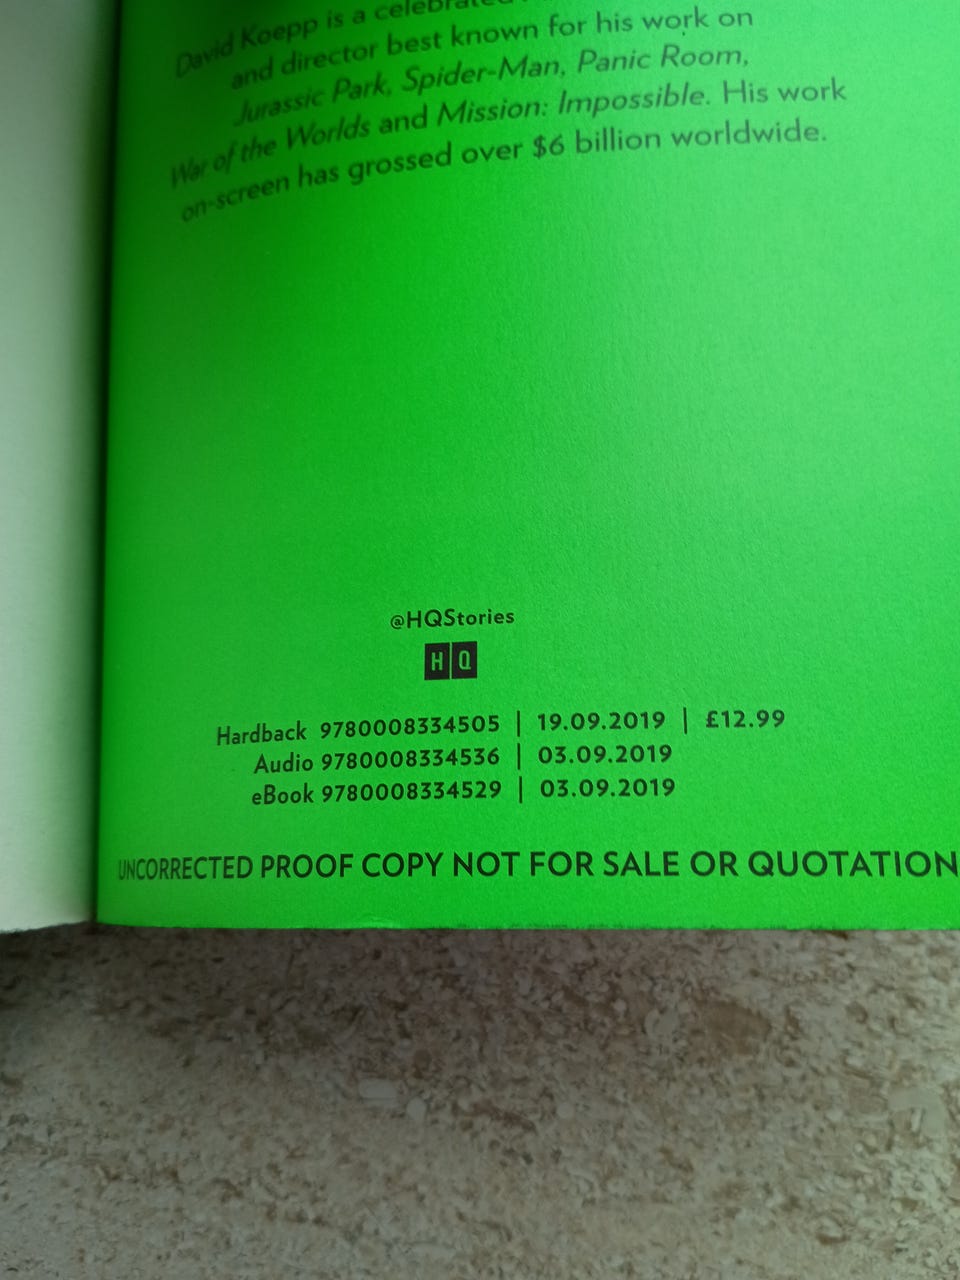 David Koepp is a celebrated
and director best known for his work on
Jurassic Park, Spider-Man, Panic Room,
War of the Worlds and Mission: Impossible. His work
on-screen has grossed over $6 billion worldwide.
@HQStories
HQ
Hardback 9780008334505 | 19.09.2019 | £12.99
Audio 9780008334536 | 03.09.2019
eBook 9780008334529 | 03.09.2019
UNCORRECTED PROOF COPY NOT FOR SALE OR QUOTATION